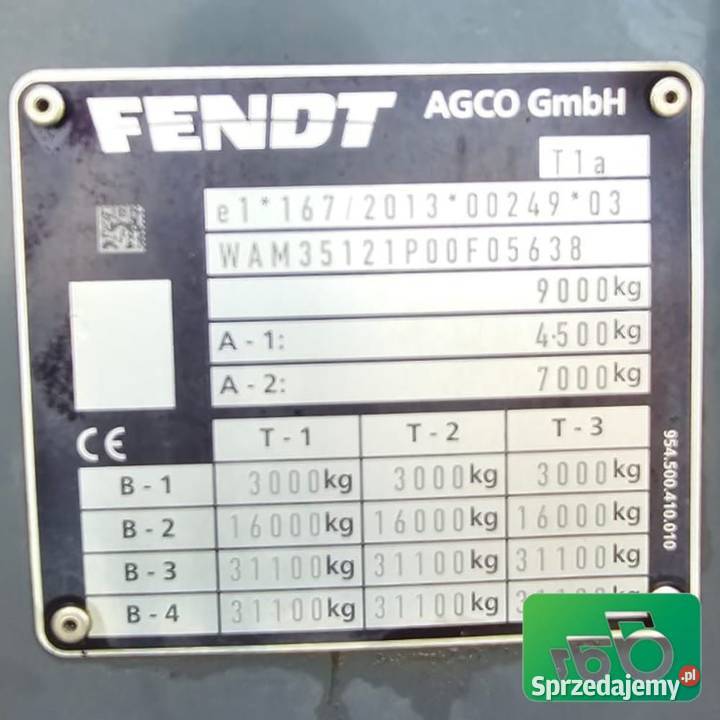 FENDT AGCO GmbH
T1a
e1*167/2013*00249*03
WAM35121P00F05638
9000kg
A - 1: 4500kg
A - 2: 7000kg
CE T - 1 T - 2 T - 3
B - 1 3000kg 3000kg 3000kg
B - 2 16000kg 16000kg 16000kg
B - 3 31100kg 31100kg 31100kg
B - 4 31100kg 31100kg
954.500.410.010
Sprzedajemy.pl